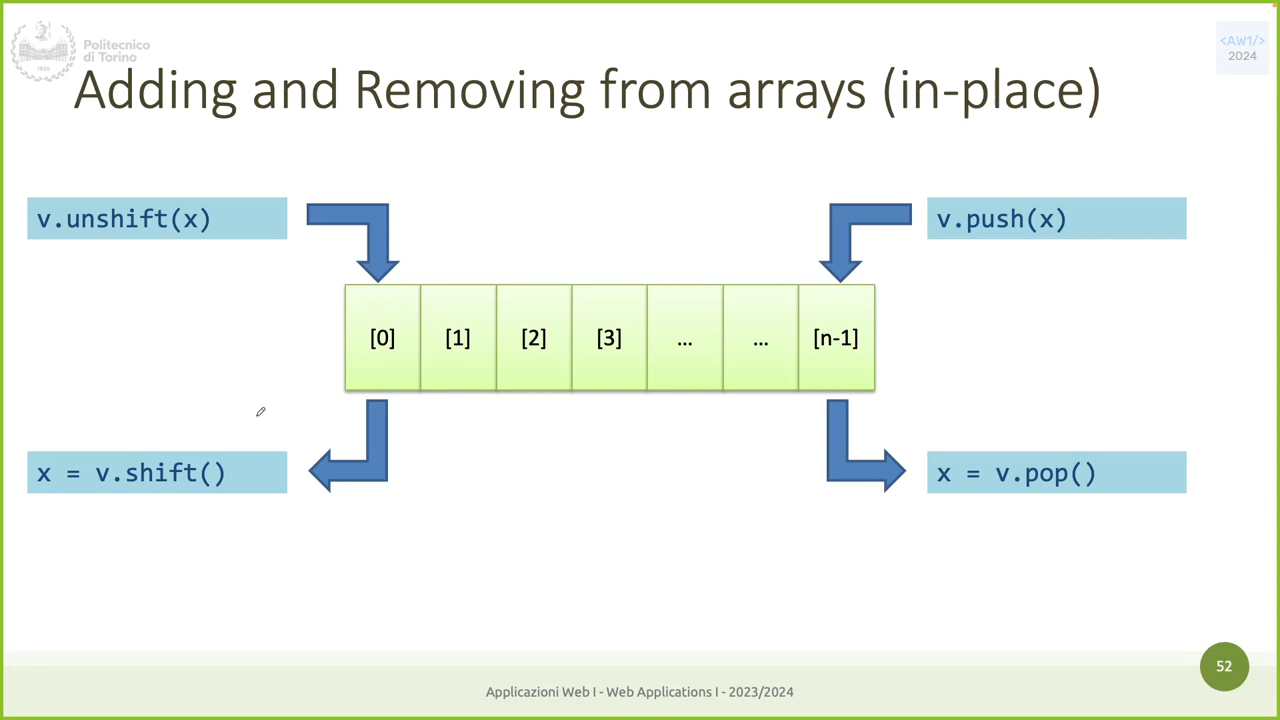 Politecnico
di Torino
1859
<AW1/>
2024
Adding and Removing from arrays (in-place)
v.unshift(x)
v.push(x)
[0]
[1]
[2]
[3]
...
...
[n-1]
x = v.shift()
x = v.pop()
52
Applicazioni Web I - Web Applications I - 2023/2024